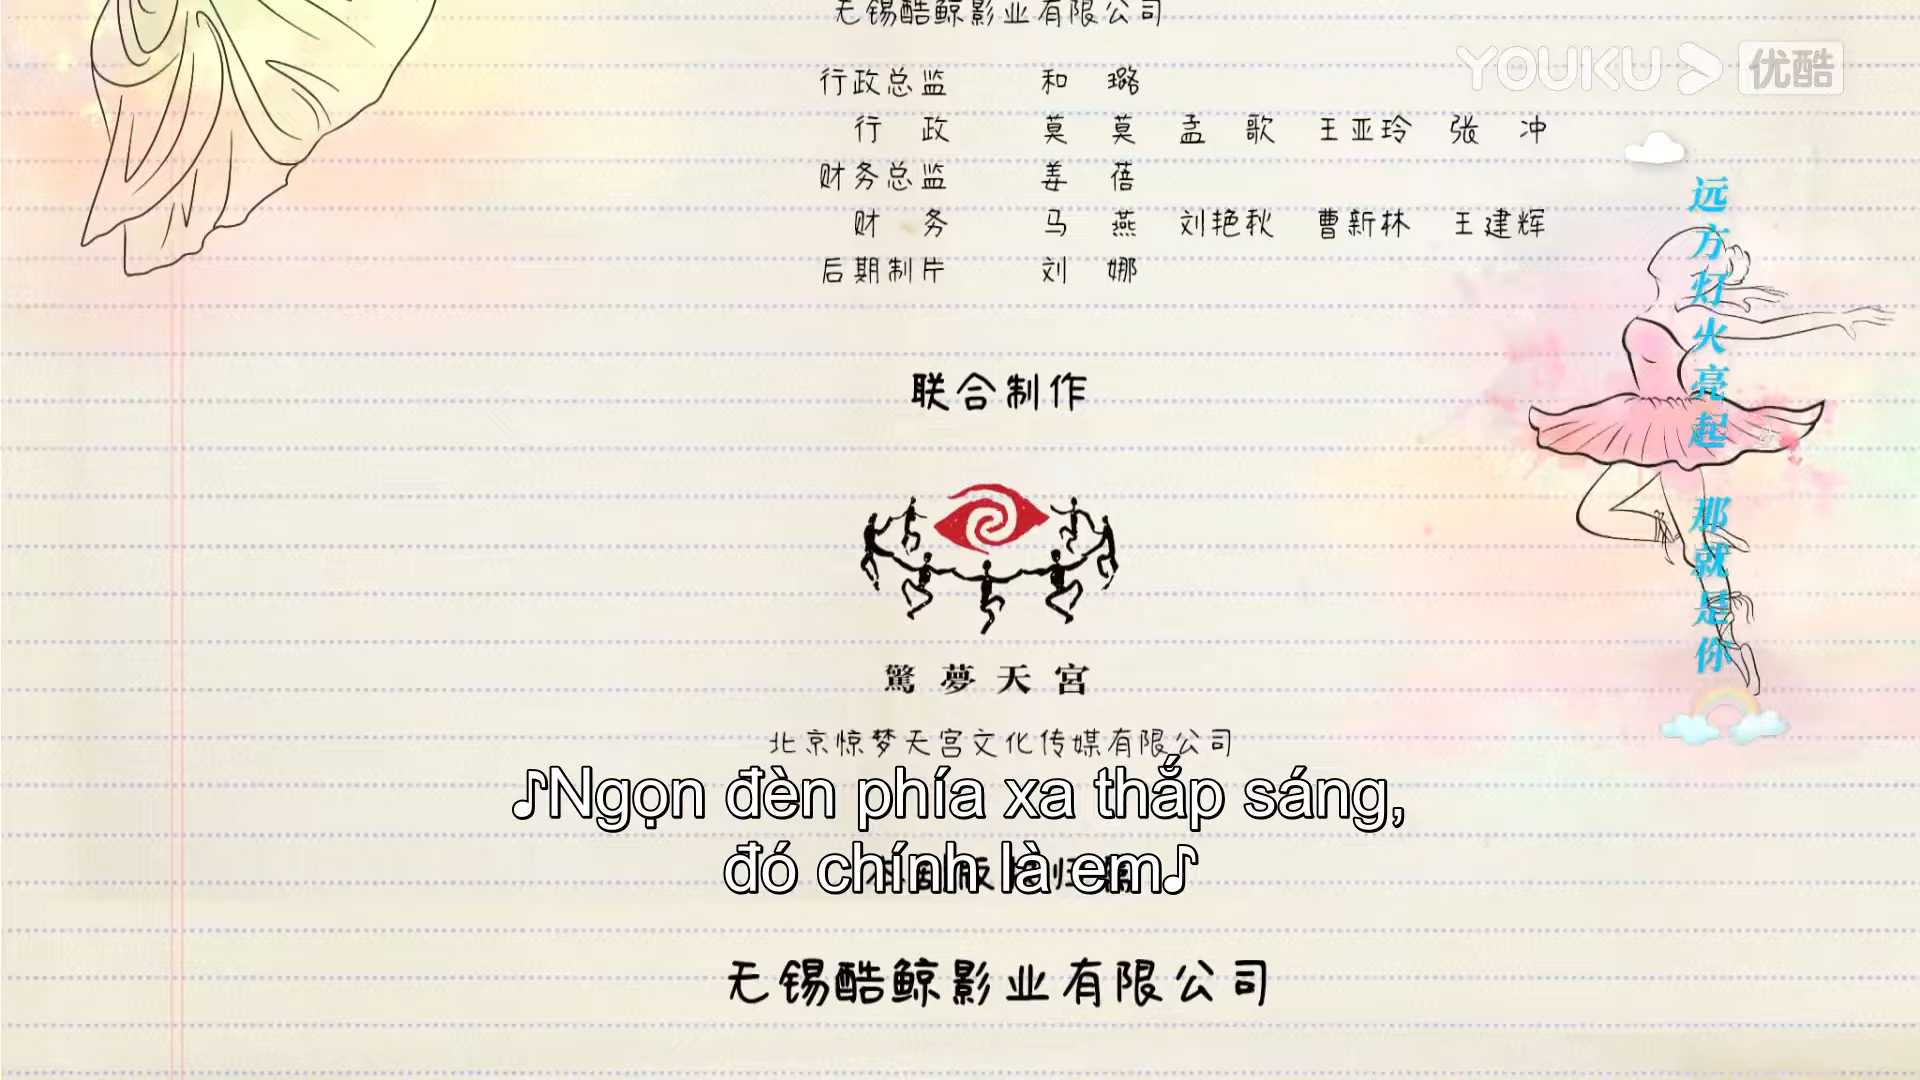 无锡酷鲸影业有限公司
YOUKU 优酷
行政总监 和璐
行政 莫莫 孟歌 王亚玲 张冲
财务总监 姜蓓
财务 马燕 刘艳秋 曹新林 王建辉
后期制片 刘娜
远方灯火亮起 那就是你
联合制作
驚夢天宮
北京惊梦天宫文化传媒有限公司
♪Ngọn đèn phía xa thắp sáng,
đó chính là em♪
无锡酷鲸影业有限公司